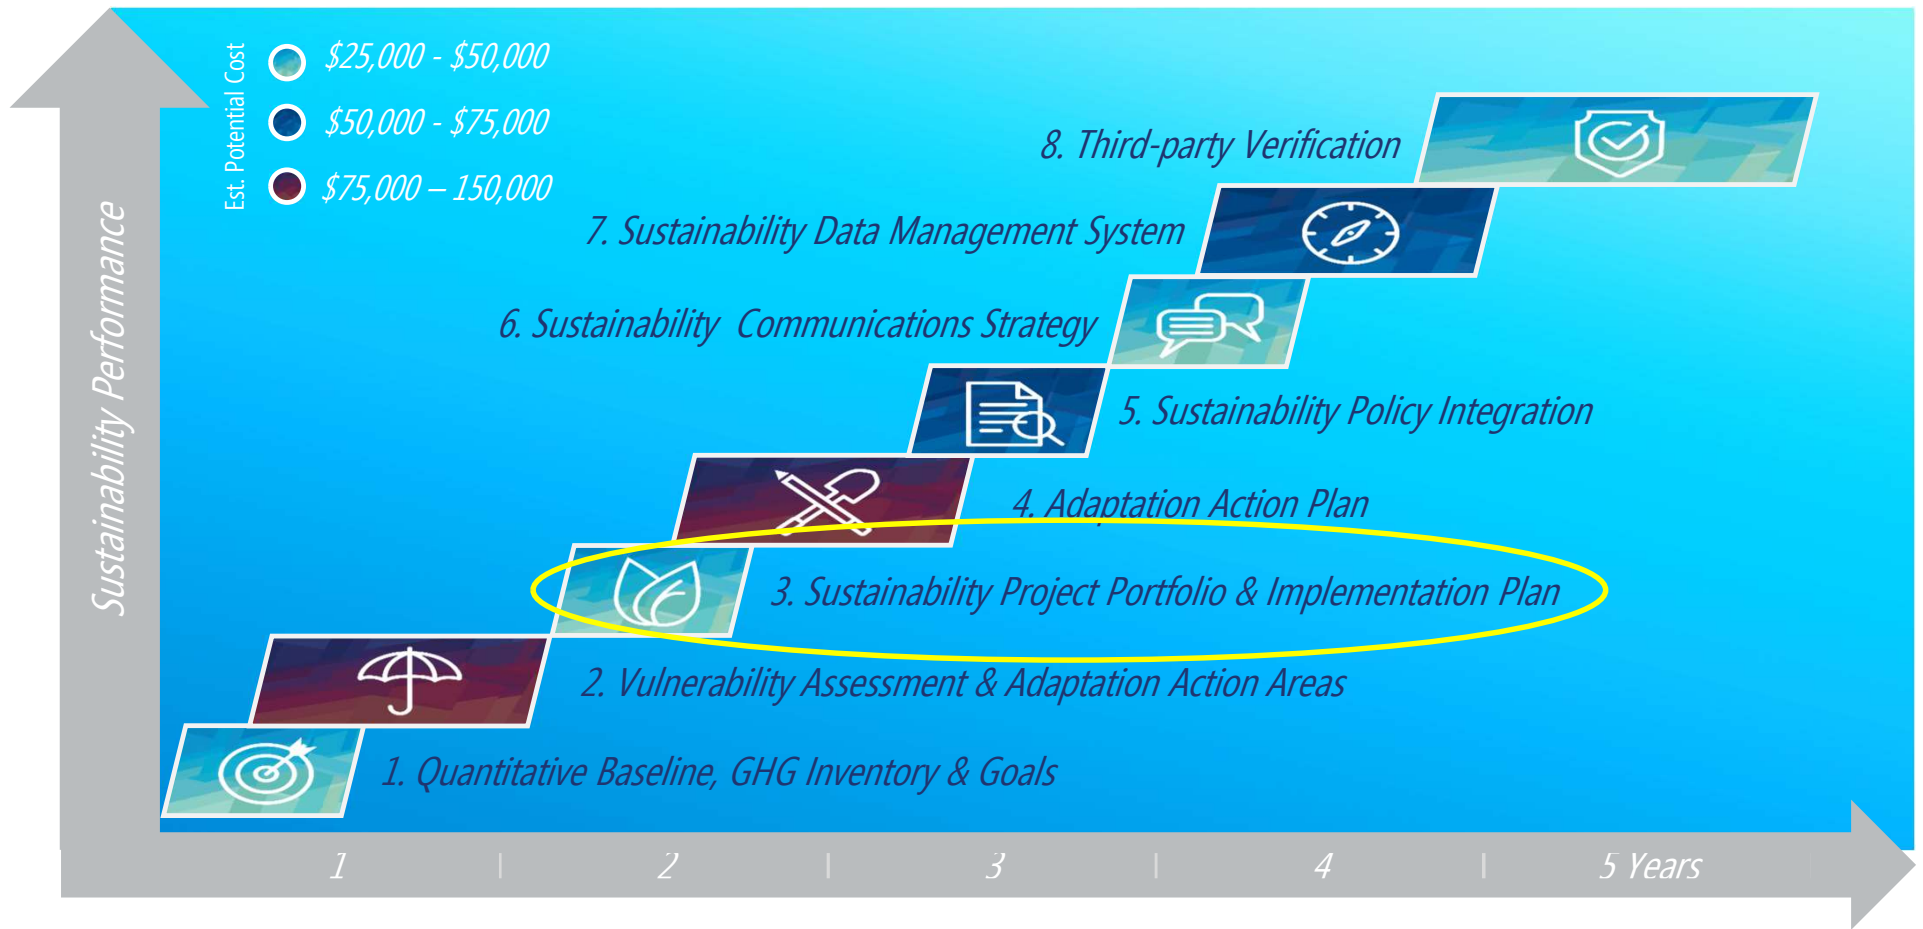 Est. Potential Cost
$25,000 - $50,000
$50,000 - $75,000
$75,000 – 150,000
Sustainability Performance
8. Third-party Verification
7. Sustainability Data Management System
6. Sustainability Communications Strategy
5. Sustainability Policy Integration
4. Adaptation Action Plan
3. Sustainability Project Portfolio & Implementation Plan
2. Vulnerability Assessment & Adaptation Action Areas
1. Quantitative Baseline, GHG Inventory & Goals
1 | 2 | 3 | 4 | 5 Years